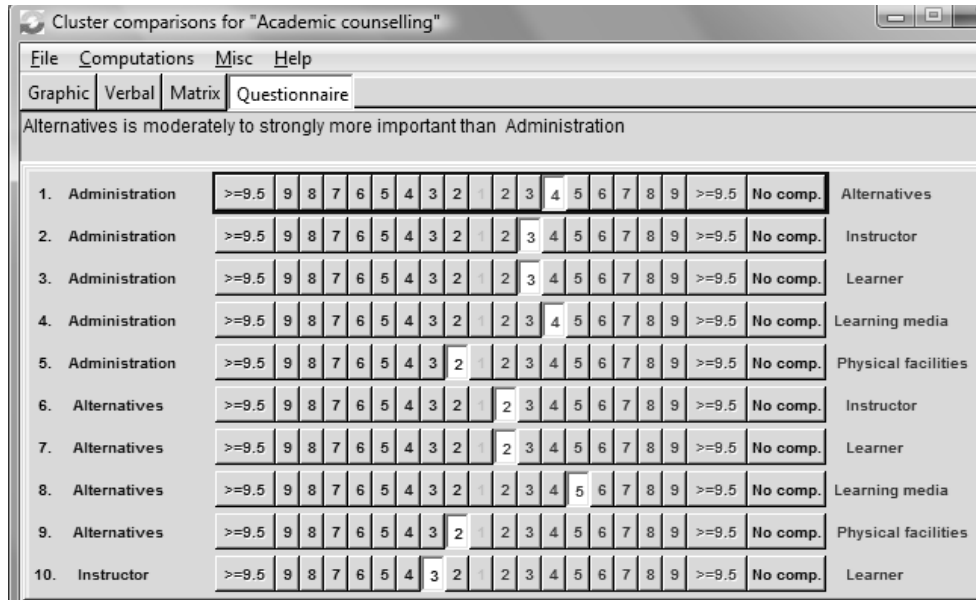 Cluster comparisons for "Academic counselling"
File Computations Misc Help
Graphic Verbal Matrix Questionnaire
Alternatives is moderately to strongly more important than Administration
1. Administration >=9.5 9 8 7 6 5 4 3 2 1 2 3 4 5 6 7 8 9 >=9.5 No comp. Alternatives
2. Administration >=9.5 9 8 7 6 5 4 3 2 1 2 3 4 5 6 7 8 9 >=9.5 No comp. Instructor
3. Administration >=9.5 9 8 7 6 5 4 3 2 1 2 3 4 5 6 7 8 9 >=9.5 No comp. Learner
4. Administration >=9.5 9 8 7 6 5 4 3 2 1 2 3 4 5 6 7 8 9 >=9.5 No comp. Learning media
5. Administration >=9.5 9 8 7 6 5 4 3 2 1 2 3 4 5 6 7 8 9 >=9.5 No comp. Physical facilities
6. Alternatives >=9.5 9 8 7 6 5 4 3 2 1 2 3 4 5 6 7 8 9 >=9.5 No comp. Instructor
7. Alternatives >=9.5 9 8 7 6 5 4 3 2 1 2 3 4 5 6 7 8 9 >=9.5 No comp. Learner
8. Alternatives >=9.5 9 8 7 6 5 4 3 2 1 2 3 4 5 6 7 8 9 >=9.5 No comp. Learning media
9. Alternatives >=9.5 9 8 7 6 5 4 3 2 1 2 3 4 5 6 7 8 9 >=9.5 No comp. Physical facilities
10. Instructor >=9.5 9 8 7 6 5 4 3 2 1 2 3 4 5 6 7 8 9 >=9.5 No comp. Learner